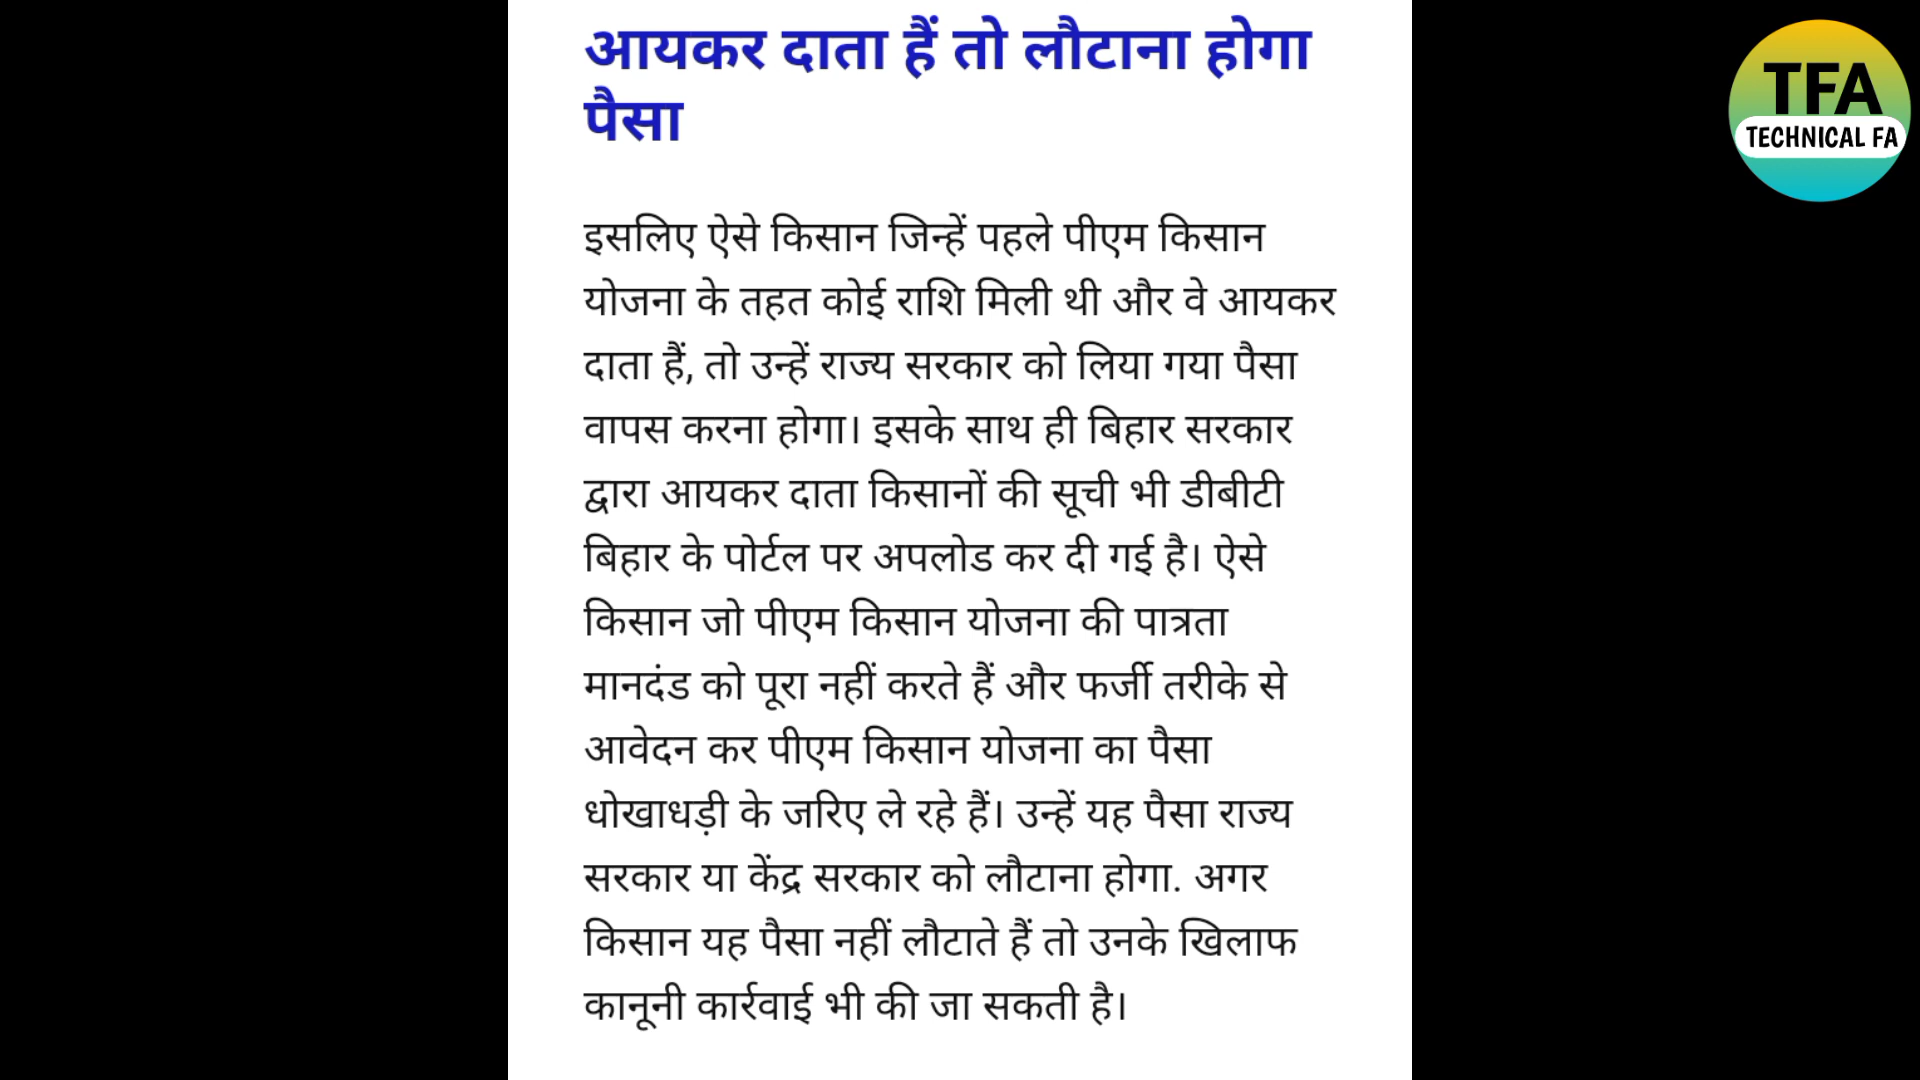 आयकर दाता हैं तो लौटाना होगा
पैसा
इसलिए ऐसे किसान जिन्हें पहले पीएम किसान
योजना के तहत कोई राशि मिली थी और वे आयकर
दाता हैं, तो उन्हें राज्य सरकार को लिया गया पैसा
वापस करना होगा। इसके साथ ही बिहार सरकार
द्वारा आयकर दाता किसानों की सूची भी डीबीटी
बिहार के पोर्टल पर अपलोड कर दी गई है। ऐसे
किसान जो पीएम किसान योजना की पात्रता
मानदंड को पूरा नहीं करते हैं और फर्जी तरीके से
आवेदन कर पीएम किसान योजना का पैसा
धोखाधड़ी के जरिए ले रहे हैं। उन्हें यह पैसा राज्य
सरकार या केंद्र सरकार को लौटाना होगा. अगर
किसान यह पैसा नहीं लौटाते हैं तो उनके खिलाफ
कानूनी कार्रवाई भी की जा सकती है।
TFA
TECHNICAL FA